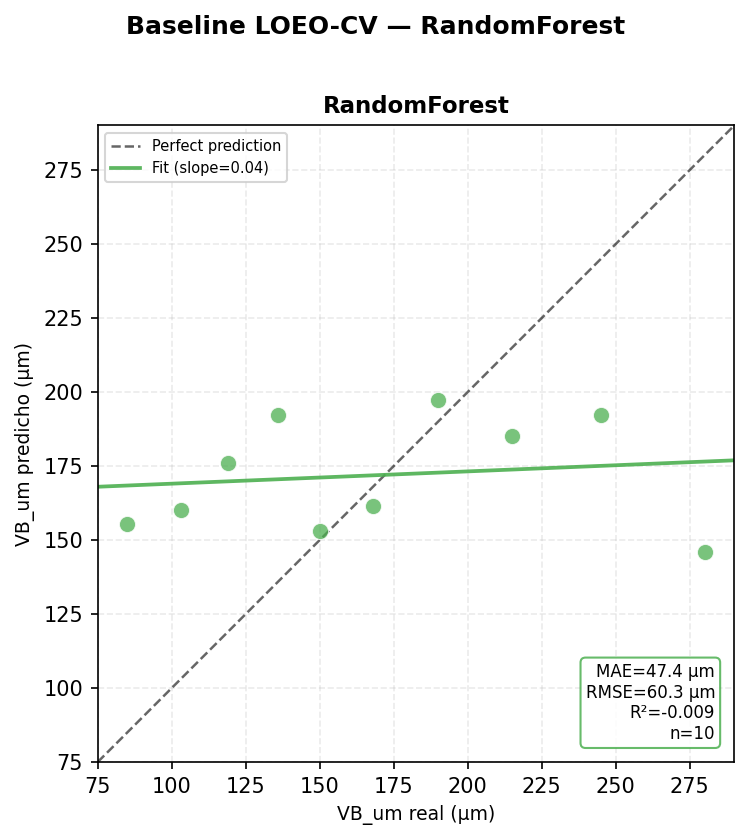 Baseline LOEO-CV — RandomForest
RandomForest
Perfect prediction
Fit (slope=0.04)
VB_um predicho (μm)
275
250
225
200
175
150
125
100
75
MAE=47.4 μm
RMSE=60.3 μm
R²=-0.009
n=10
75 100 125 150 175 200 225 250 275
VB_um real (μm)